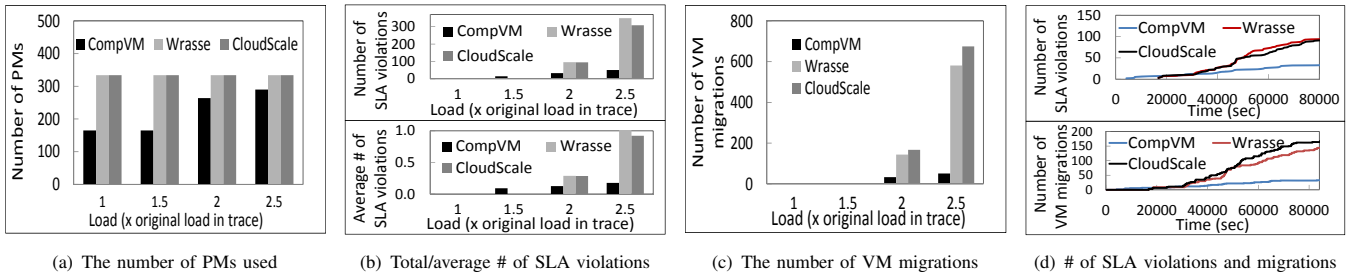 500
400
300
200
100
0
Number of PMs
CompVM
Wrasse
CloudScale
1
1.5
2
2.5
Load (x original load in trace)
(a) The number of PMs used
300
200
100
0
Number of
SLA violations
CompVM
Wrasse
CloudScale
1
1.5
2
2.5
Load (x original load in trace)
1.0
0.5
0.0
Average # of
SLA violations
CompVM
Wrasse
CloudScale
1
1.5
2
2.5
Load (x original load in trace)
(b) Total/average # of SLA violations
800
600
400
200
0
Number of VM
migrations
CompVM
Wrasse
CloudScale
1
1.5
2
2.5
Load (x original load in trace)
(c) The number of VM migrations
150
100
50
0
Number of
SLA violations
CompVM
Wrasse
CloudScale
0
20000
40000
60000
80000
Time (sec)
200
150
100
50
0
Number of
VM migrations
CompVM
Wrasse
CloudScale
0
20000
40000
60000
80000
Time (sec)
(d) # of SLA violations and migrations